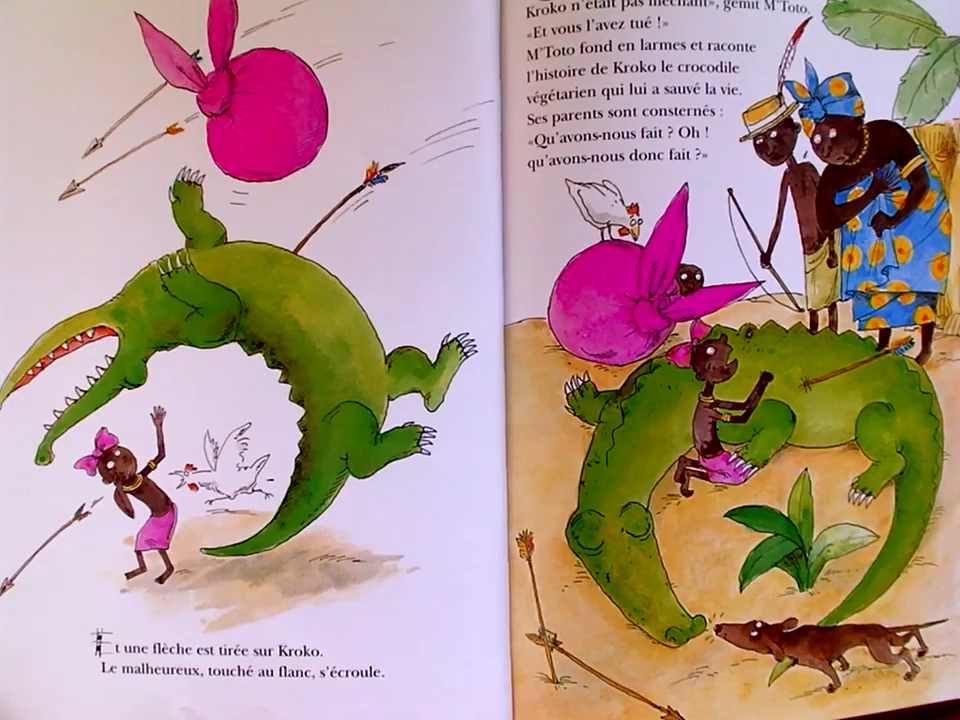 Et une flèche est tirée sur Kroko.
Le malheureux, touché au flanc, s'écroule.
Kroko n'était pas méchant», gémit M'Toto.
«Et vous l'avez tué !»
M'Toto fond en larmes et raconte
l'histoire de Kroko le crocodile
végétarien qui lui a sauvé la vie.
Ses parents sont consternés :
«Qu'avons-nous fait ? Oh !
qu'avons-nous donc fait ?»